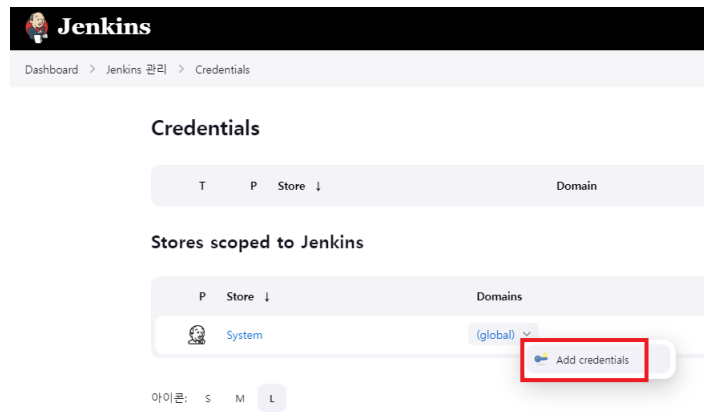 Jenkins
Dashboard > Jenkins 관리 > Credentials
Credentials
T P Store ↓ Domain
Stores scoped to Jenkins
P Store ↓ Domains
System (global)
Add credentials
아이콘: S M L